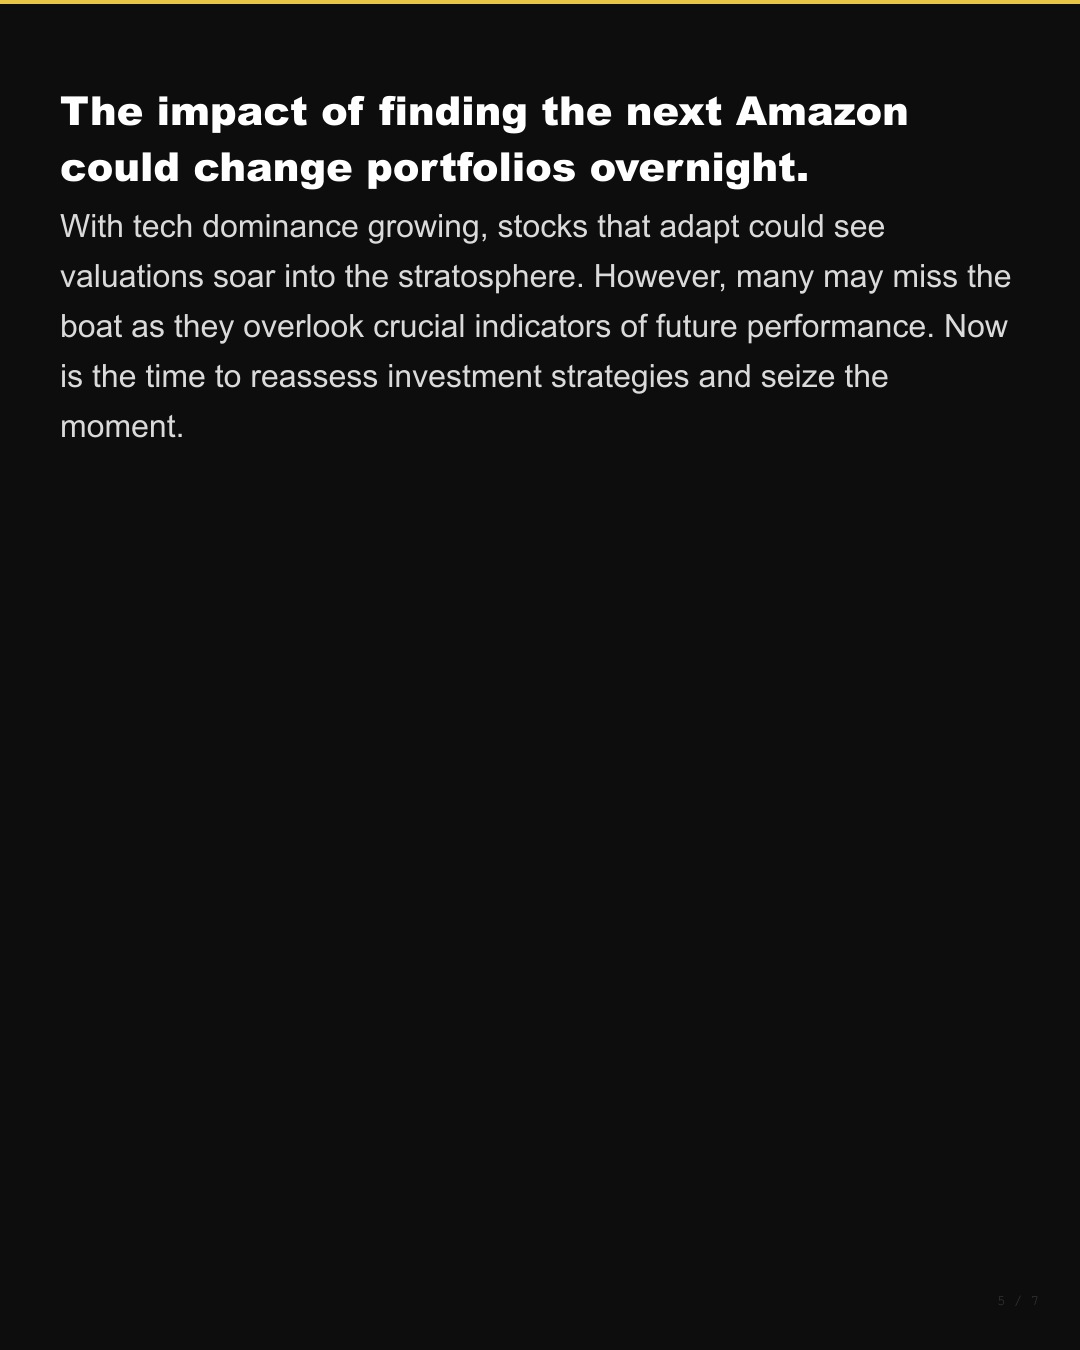 The impact of finding the next Amazon
could change portfolios overnight.
With tech dominance growing, stocks that adapt could see
valuations soar into the stratosphere. However, many may miss the
boat as they overlook crucial indicators of future performance. Now
is the time to reassess investment strategies and seize the
moment.
5 / 7